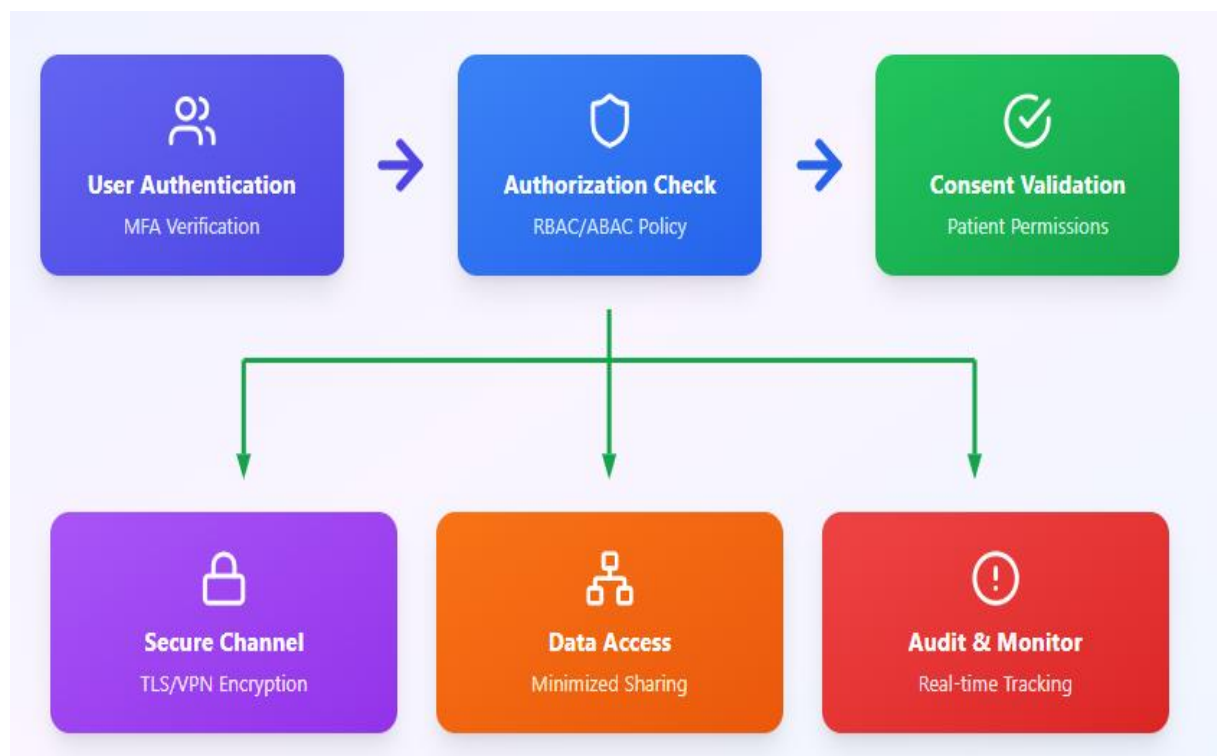 User Authentication
MFA Verification
Authorization Check
RBAC/ABAC Policy
Consent Validation
Patient Permissions
Secure Channel
TLS/VPN Encryption
Data Access
Minimized Sharing
Audit & Monitor
Real-time Tracking